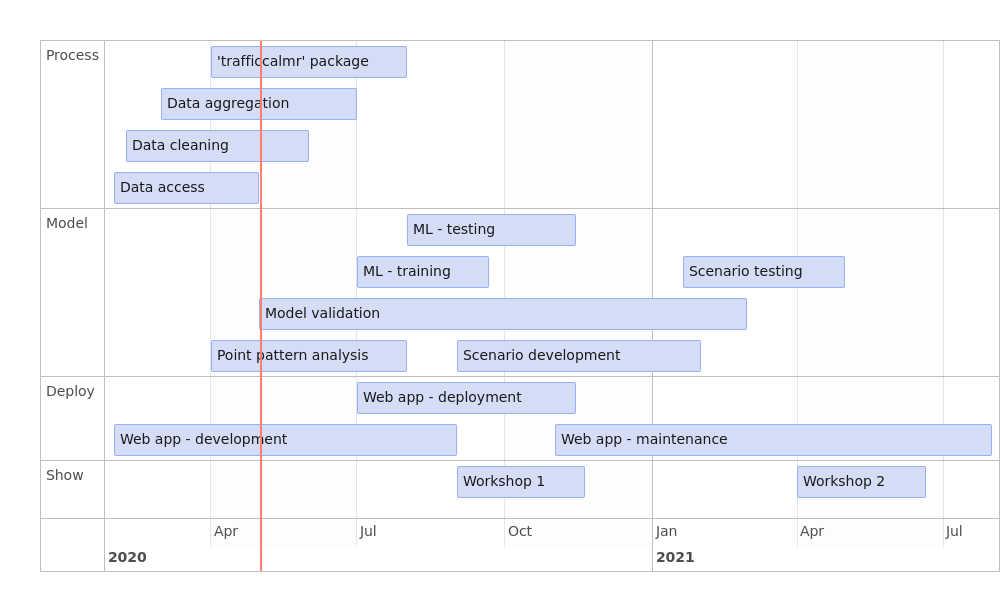 Process
'trafficalmr' package
Data aggregation
Data cleaning
Data access
Model
ML - testing
ML - training
Scenario testing
Model validation
Point pattern analysis
Scenario development
Deploy
Web app - deployment
Web app - development
Web app - maintenance
Show
Workshop 1
Workshop 2
Apr Jul Oct Jan Apr Jul
2020 2021